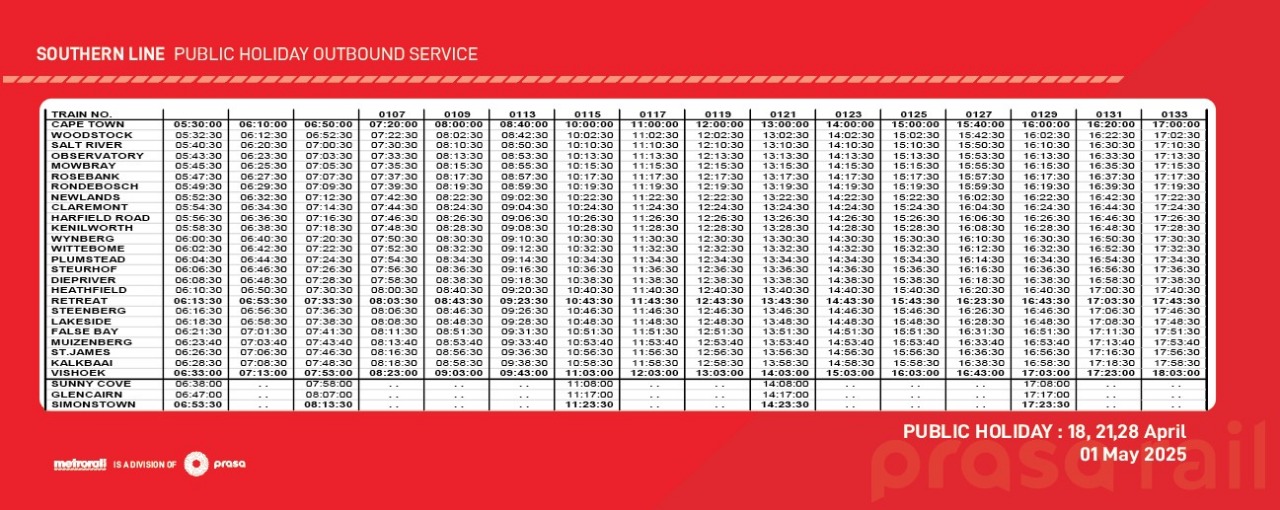 SOUTHERN LINE PUBLIC HOLIDAY OUTBOUND SERVICE
TRAIN NO. 0107 0109 0113 0115 0117 0119 0121 0123 0125 0127 0129 0131 0133
CAPE TOWN 05:30:00 06:10:00 06:50:00 07:20:00 08:00:00 08:40:00 10:00:00 11:00:00 12:00:00 13:00:00 14:00:00 15:00:00 15:40:00 16:00:00 16:20:00 17:00:00
WOODSTOCK 05:32:30 06:12:30 06:52:30 07:22:30 08:02:30 08:42:30 10:02:30 11:02:30 12:02:30 13:02:30 14:02:30 15:02:30 15:42:30 16:02:30 16:22:30 17:02:30
SALT RIVER 05:40:30 06:20:30 07:00:30 07:30:30 08:10:30 08:50:30 10:10:30 11:10:30 12:10:30 13:10:30 14:10:30 15:10:30 15:50:30 16:10:30 16:30:30 17:10:30
OBSERVATORY 05:43:30 06:23:30 07:03:30 07:33:30 08:13:30 08:53:30 10:13:30 11:13:30 12:13:30 13:13:30 14:13:30 15:13:30 15:53:30 16:13:30 16:33:30 17:13:30
MOWBRAY 05:45:30 06:25:30 07:05:30 07:35:30 08:15:30 08:55:30 10:15:30 11:15:30 12:15:30 13:15:30 14:15:30 15:15:30 15:55:30 16:15:30 16:35:30 17:15:30
ROSEBANK 05:47:30 06:27:30 07:07:30 07:37:30 08:17:30 08:57:30 10:17:30 11:17:30 12:17:30 13:17:30 14:17:30 15:17:30 15:57:30 16:17:30 16:37:30 17:17:30
RONDEBOSCH 05:49:30 06:29:30 07:09:30 07:39:30 08:19:30 08:59:30 10:19:30 11:19:30 12:19:30 13:19:30 14:19:30 15:19:30 15:59:30 16:19:30 16:39:30 17:19:30
NEWLANDS 05:52:30 06:32:30 07:12:30 07:42:30 08:22:30 09:02:30 10:22:30 11:22:30 12:22:30 13:22:30 14:22:30 15:22:30 16:02:30 16:22:30 16:42:30 17:22:30
CLAREMONT 05:54:30 06:34:30 07:14:30 07:44:30 08:24:30 09:04:30 10:24:30 11:24:30 12:24:30 13:24:30 14:24:30 15:24:30 16:04:30 16:24:30 16:44:30 17:24:30
HARFIELD ROAD 05:56:30 06:36:30 07:16:30 07:46:30 08:26:30 09:06:30 10:26:30 11:26:30 12:26:30 13:26:30 14:26:30 15:26:30 16:06:30 16:26:30 16:46:30 17:26:30
KENILWORTH 05:58:30 06:38:30 07:18:30 07:48:30 08:28:30 09:08:30 10:28:30 11:28:30 12:28:30 13:28:30 14:28:30 15:28:30 16:08:30 16:28:30 16:48:30 17:28:30
WYNBERG 06:00:30 06:40:30 07:20:30 07:50:30 08:30:30 09:10:30 10:30:30 11:30:30 12:30:30 13:30:30 14:30:30 15:30:30 16:10:30 16:30:30 16:50:30 17:30:30
WITTEBOME 06:02:30 06:42:30 07:22:30 07:52:30 08:32:30 09:12:30 10:32:30 11:32:30 12:32:30 13:32:30 14:32:30 15:32:30 16:12:30 16:32:30 16:52:30 17:32:30
PLUMSTEAD 06:04:30 06:44:30 07:24:30 07:54:30 08:34:30 09:14:30 10:34:30 11:34:30 12:34:30 13:34:30 14:34:30 15:34:30 16:14:30 16:34:30 16:54:30 17:34:30
STEURHOF 06:06:30 06:46:30 07:26:30 07:56:30 08:36:30 09:16:30 10:36:30 11:36:30 12:36:30 13:36:30 14:36:30 15:36:30 16:16:30 16:36:30 16:56:30 17:36:30
DIEPRIVER 06:08:30 06:48:30 07:28:30 07:58:30 08:38:30 09:18:30 10:38:30 11:38:30 12:38:30 13:38:30 14:38:30 15:38:30 16:18:30 16:38:30 16:58:30 17:38:30
HEATHFIELD 06:10:30 06:50:30 07:30:30 08:00:30 08:40:30 09:20:30 10:40:30 11:40:30 12:40:30 13:40:30 14:40:30 15:40:30 16:20:30 16:40:30 17:00:30 17:40:30
RETREAT 06:13:30 06:53:30 07:33:30 08:03:30 08:43:30 09:23:30 10:43:30 11:43:30 12:43:30 13:43:30 14:43:30 15:43:30 16:23:30 16:43:30 17:03:30 17:43:30
STEENBERG 06:16:30 06:56:30 7:36:30 08:06:30 08:46:30 09:26:30 10:46:30 11:46:30 12:46:30 13:46:30 14:46:30 15:46:30 16:26:30 16:46:30 17:06:30 17:46:30
LAKESIDE 06:18:30 06:58:30 07:38:30 08:08:30 08:48:30 09:28:30 10:48:30 11:48:30 12:48:30 13:48:30 14:48:30 15:48:30 16:28:30 16:48:30 17:08:30 17:48:30
FALSE BAY 06:21:30 07:01:30 07:41:30 08:11:30 08:51:30 09:31:30 10:51:30 11:51:30 12:51:30 13:51:30 14:51:30 15:51:30 16:31:30 16:51:30 17:11:30 17:51:30
MUIZENBERG 06:23:40 07:03:40 07:43:40 08:13:40 08:53:40 09:33:40 10:53:40 11:53:40 12:53:40 13:53:40 14:53:40 15:53:40 16:33:40 16:53:40 17:13:40 17:53:40
ST.JAMES 06:26:30 07:06:30 07:46:30 08:16:30 08:56:30 09:36:30 10:56:30 11:56:30 12:56:30 13:56:30 14:56:30 15:56:30 16:36:30 16:56:30 17:16:30 17:56:30
KALKBAAI 06:28:30 07:08:30 07:48:30 08:18:30 08:58:30 09:38:30 10:58:30 11:58:30 12:58:30 13:58:30 14:58:30 15:58:30 16:38:30 16:58:30 17:18:30 17:58:30
VISHOEK 06:33:00 07:13:00 07:53:00 08:23:00 09:03:00 09:43:00 11:03:00 12:03:00 13:03:00 14:03:00 15:03:00 16:03:00 16:43:00 17:03:00 17:23:00 18:03:00
SUNNY COVE 06:38:00 . . 07:58:00 . . . . . . 11:08:00 . . . . 14:08:00 . . . . . . 17:08:00 . . . .
GLENCAIRN 06:47:00 . . 08:07:00 . . . . . . 11:17:00 . . . . 14:17:00 . . . . . . 17:17:00 . . . .
SIMONSTOWN 06:53:30 . . 08:13:30 . . . . . . 11:23:30 . . . . 14:23:30 . . . . . . 17:23:30 . . . .
PUBLIC HOLIDAY : 18, 21,28 April
01 May 2025
metrorail IS A DIVISION OF prasa
prasa rail